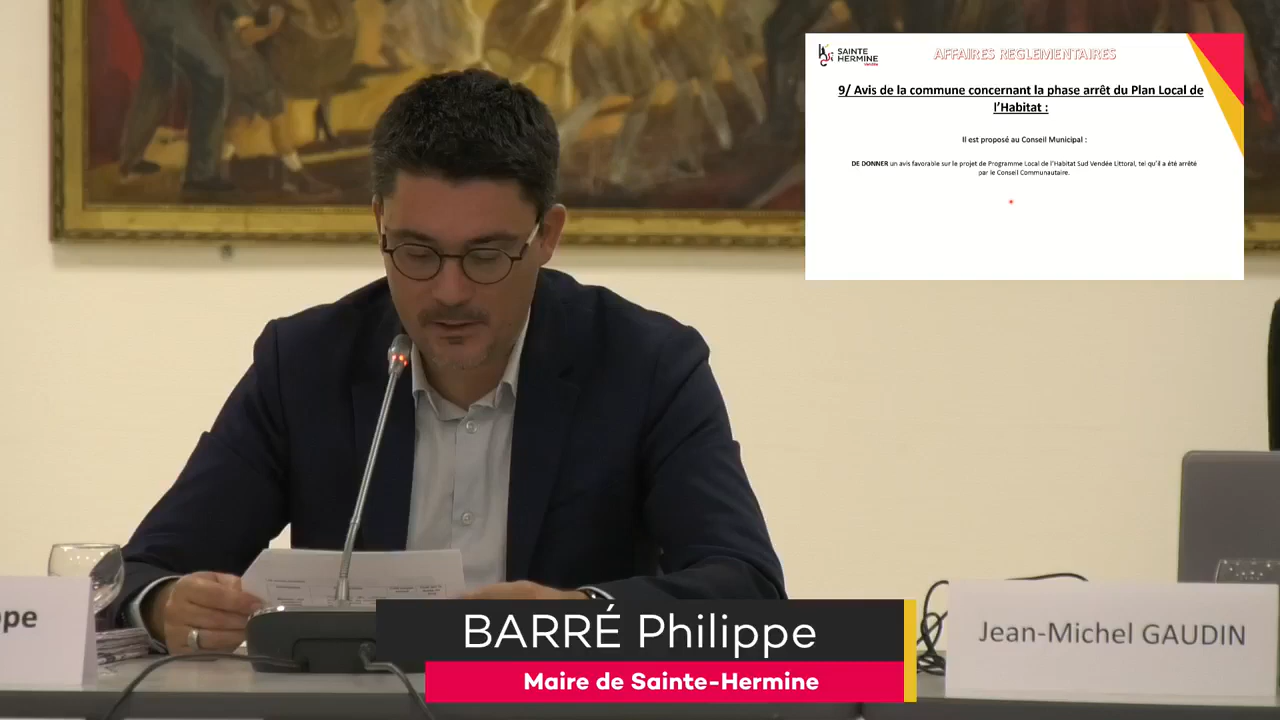 SAINTE
HERMINE
Vendée
AFFAIRES REGLEMENTAIRES
9/ Avis de la commune concernant la phase arrêt du Plan Local de
l'Habitat :
Il est proposé au Conseil Municipal :
DE DONNER un avis favorable sur le projet de Programme Local de l'Habitat Sud Vendée Littoral, tel qu'il a été arrêté
par le Conseil Communautaire.
ppe
BARRÉ Philippe
Maire de Sainte-Hermine
Jean-Michel GAUDIN